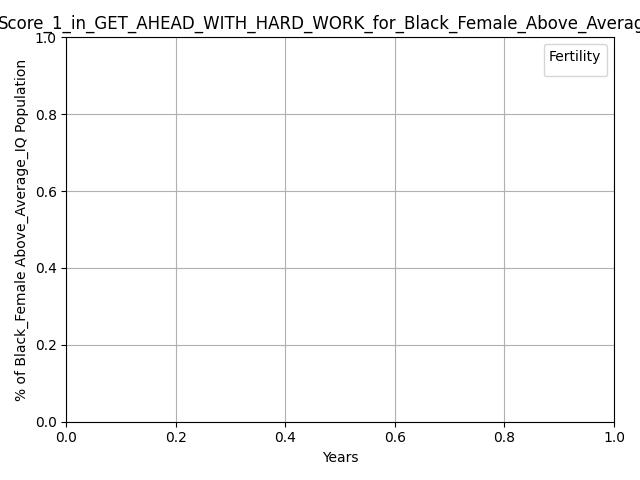 Score_1_in_GET_AHEAD_WITH_HARD_WORK_for_Black_Female_Above_Averag
Fertility
% of Black_Female Above_Average_IQ Population
1.0
0.8
0.6
0.4
0.2
0.0
0.0 0.2 0.4 0.6 0.8 1.0
Years